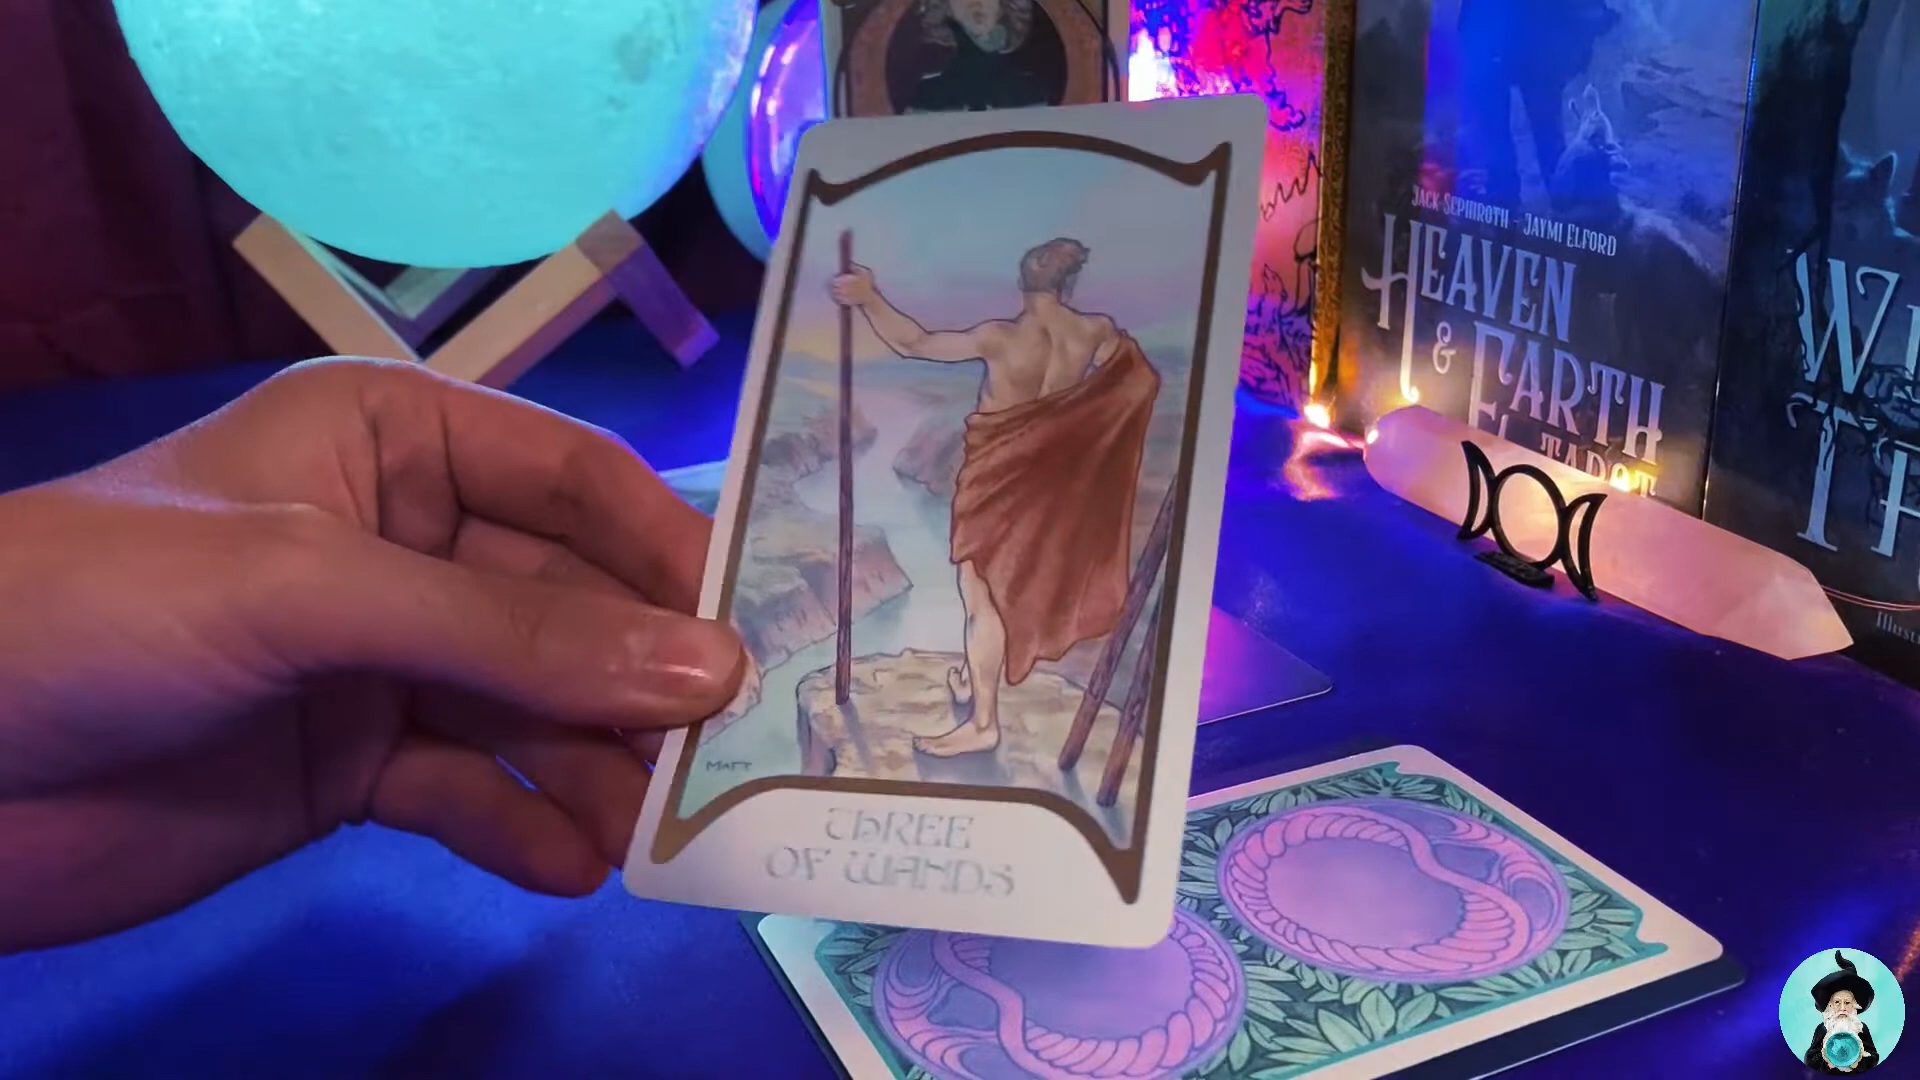 JACK SEPHIROTH - JAYMI ELFORD
HEAVEN
& EARTH
TAROT
MATT
THREE
OF WANDS